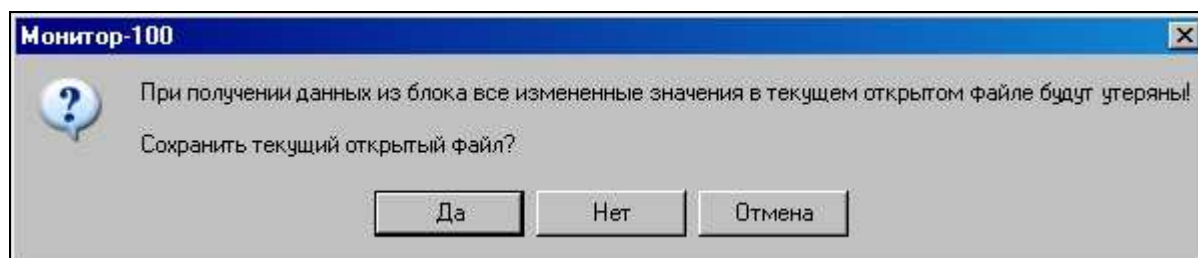 Монитор-100
При получении данных из блока все измененные значения в текущем открытом файле будут утеряны!
Сохранить текущий открытый файл?
Да Нет Отмена